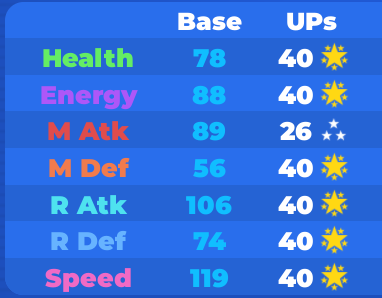 Base UPs
Health 78 40
Energy 88 40
M Atk 89 26
M Def 56 40
R Atk 106 40
R Def 74 40
Speed 119 40